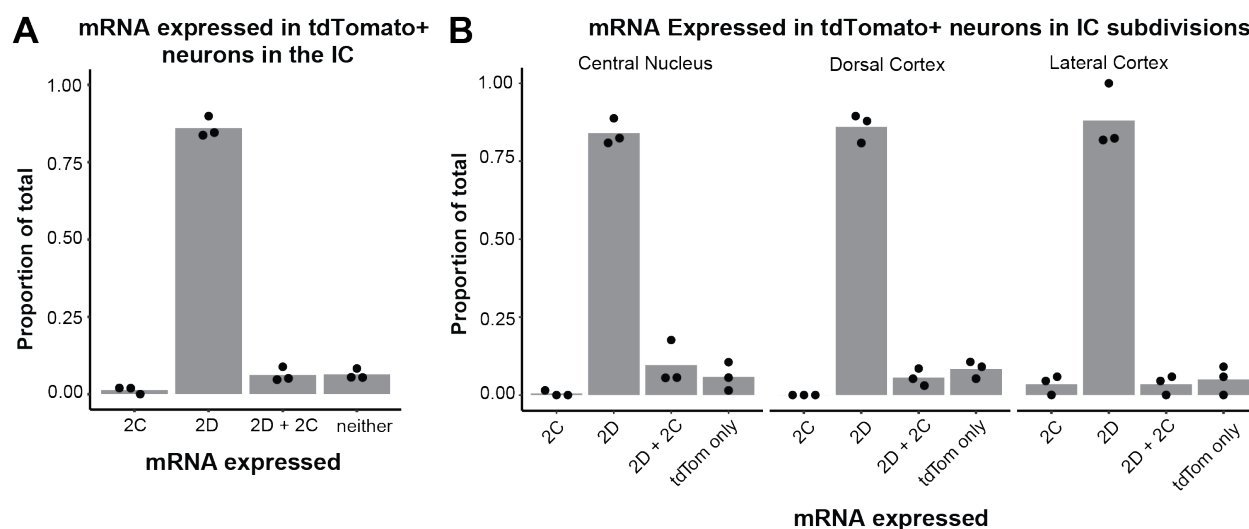 A
mRNA expressed in tdTomato+
neurons in the IC
Proportion of total
1.00
0.75
0.50
0.25
0.00
2C 2D 2D + 2C neither
mRNA expressed
B
mRNA Expressed in tdTomato+ neurons in IC subdivisions
Central Nucleus Dorsal Cortex Lateral Cortex
Proportion of total
1.00
0.75
0.50
0.25
0.00
2C 2D 2D + 2C tdTom only 2C 2D 2D + 2C tdTom only 2C 2D 2D + 2C tdTom only
mRNA expressed